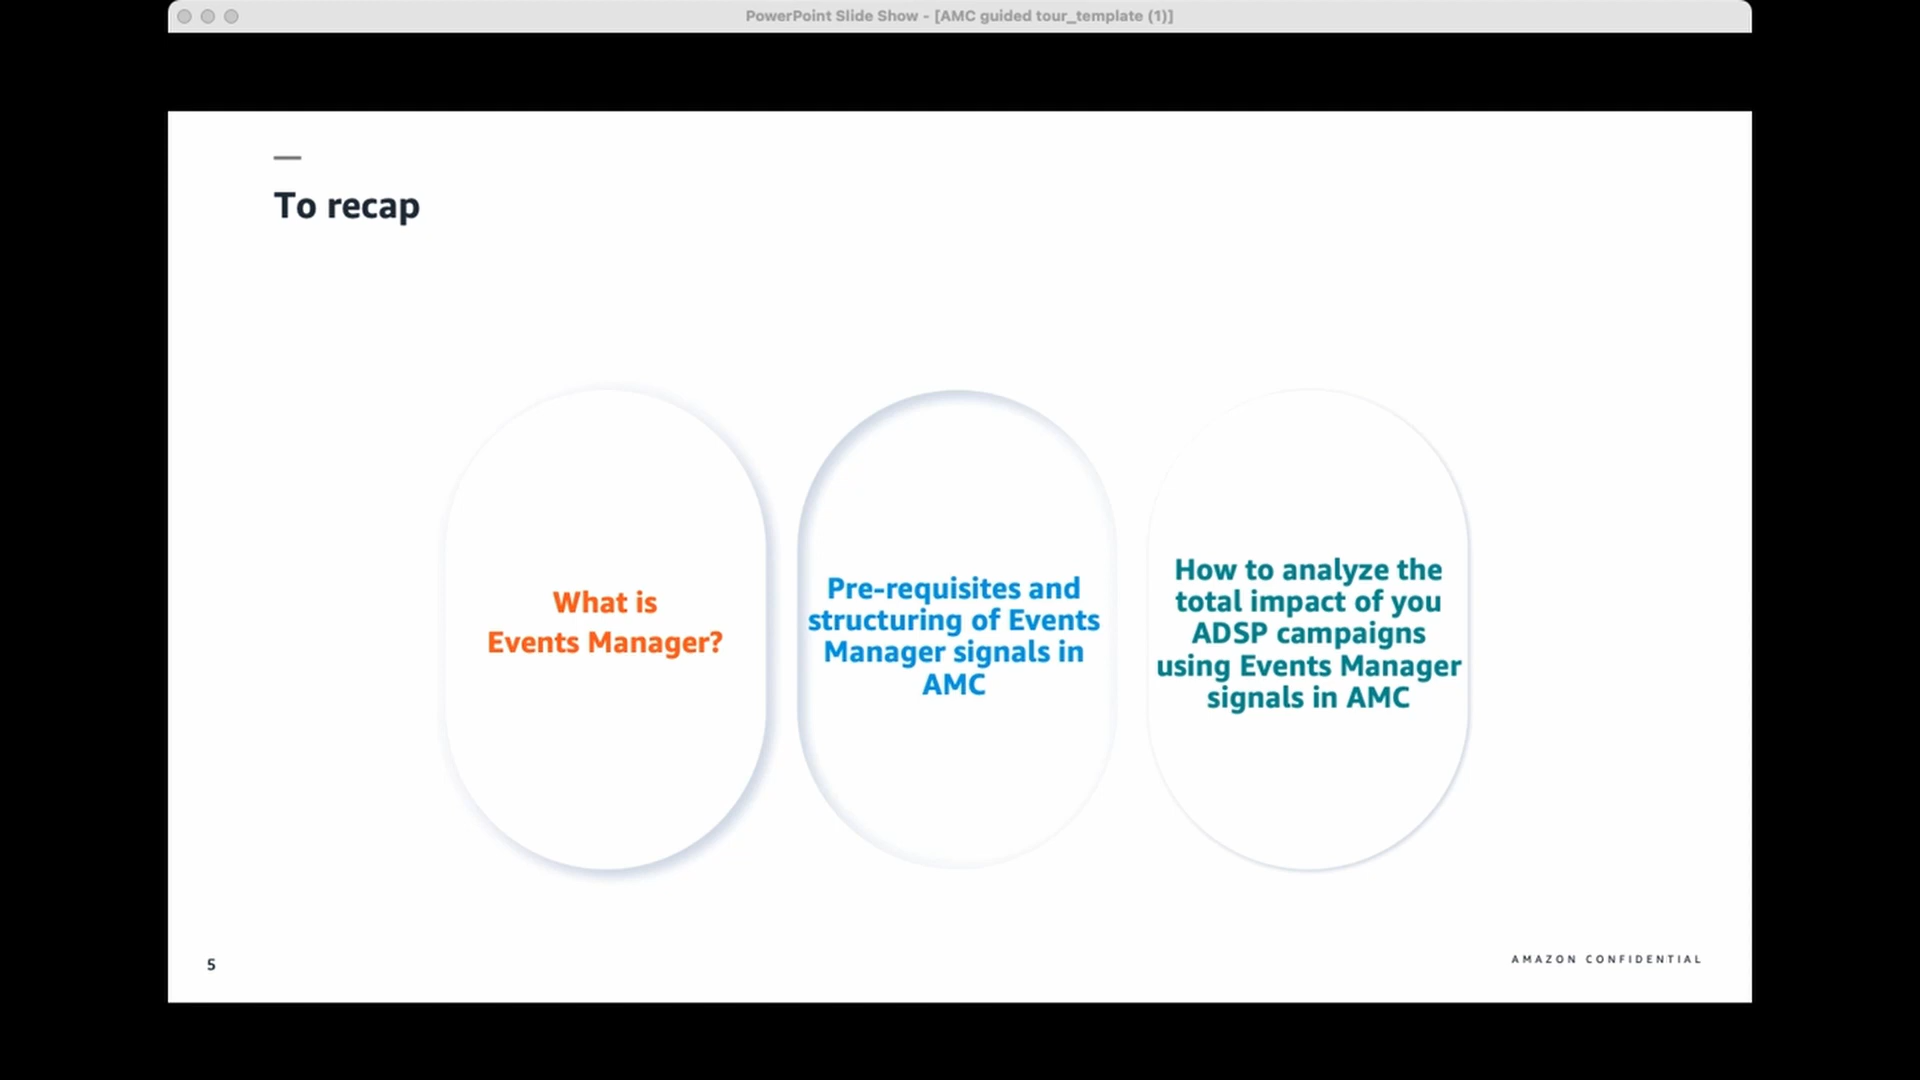 PowerPoint Slide Show - [AMC guided tour_template (1)]
To recap
What is
Events Manager?
Pre-requisites and
structuring of Events
Manager signals in
AMC
How to analyze the
total impact of you
ADSP campaigns
using Events Manager
signals in AMC
5
AMAZON CONFIDENTIAL